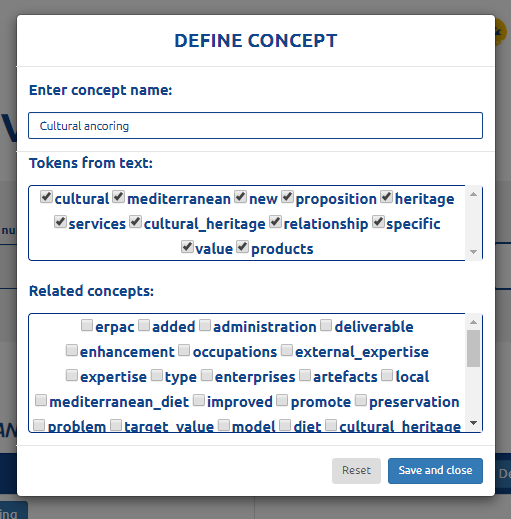 DEFINE CONCEPT
Enter concept name:
Cultural ancoring
Tokens from text:
cultural mediterranean new proposition heritage
services cultural_heritage relationship specific
value products
Related concepts:
erpac added administration deliverable
enhancement occupations external_expertise
expertise type enterprises artefacts local
mediterranean_diet improved promote preservation
problem target_value model diet cultural_heritage
Reset Save and close